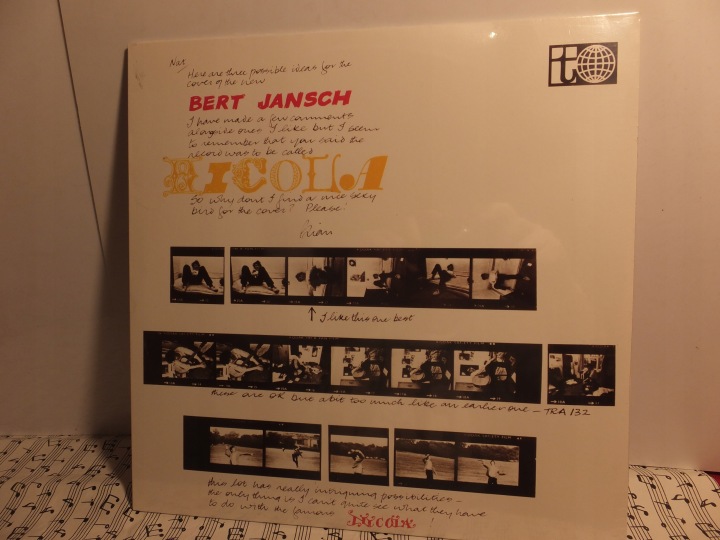 Nat
Here are three possible ideas for the
cover of the new
BERT JANSCH
I have made a few comments
alongside ones I like but I seem
to remember that you said the
record was to be called
NICOLA
So why dont I find a nice sexy
bird for the cover? Please!
Brian
t
I like this one best
these are OK but a bit too much like an earlier one - TRA 132
this lot has really intriguing possibilities -
the only thing is I can't quite see what they have
to do with the famous NICOLA !